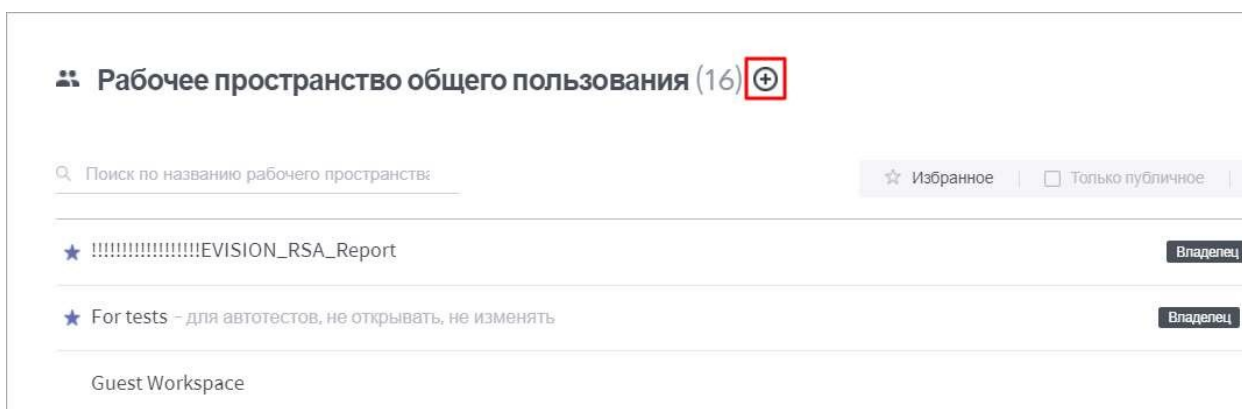 Рабочее пространство общего пользования (16)
Поиск по названию рабочего пространства
Избранное Только публичное
!!!!!!!!!!!!!!!!!!EVISION_RSA_Report Владелец
For tests - для автотестов, не открывать, не изменять Владелец
Guest Workspace